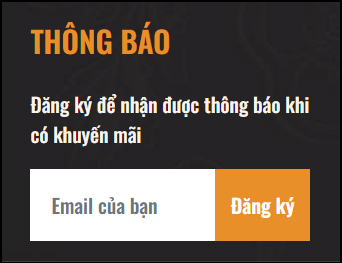 THÔNG BÁO
Đăng ký để nhận được thông báo khi
có khuyến mãi
Email của bạn
Đăng ký